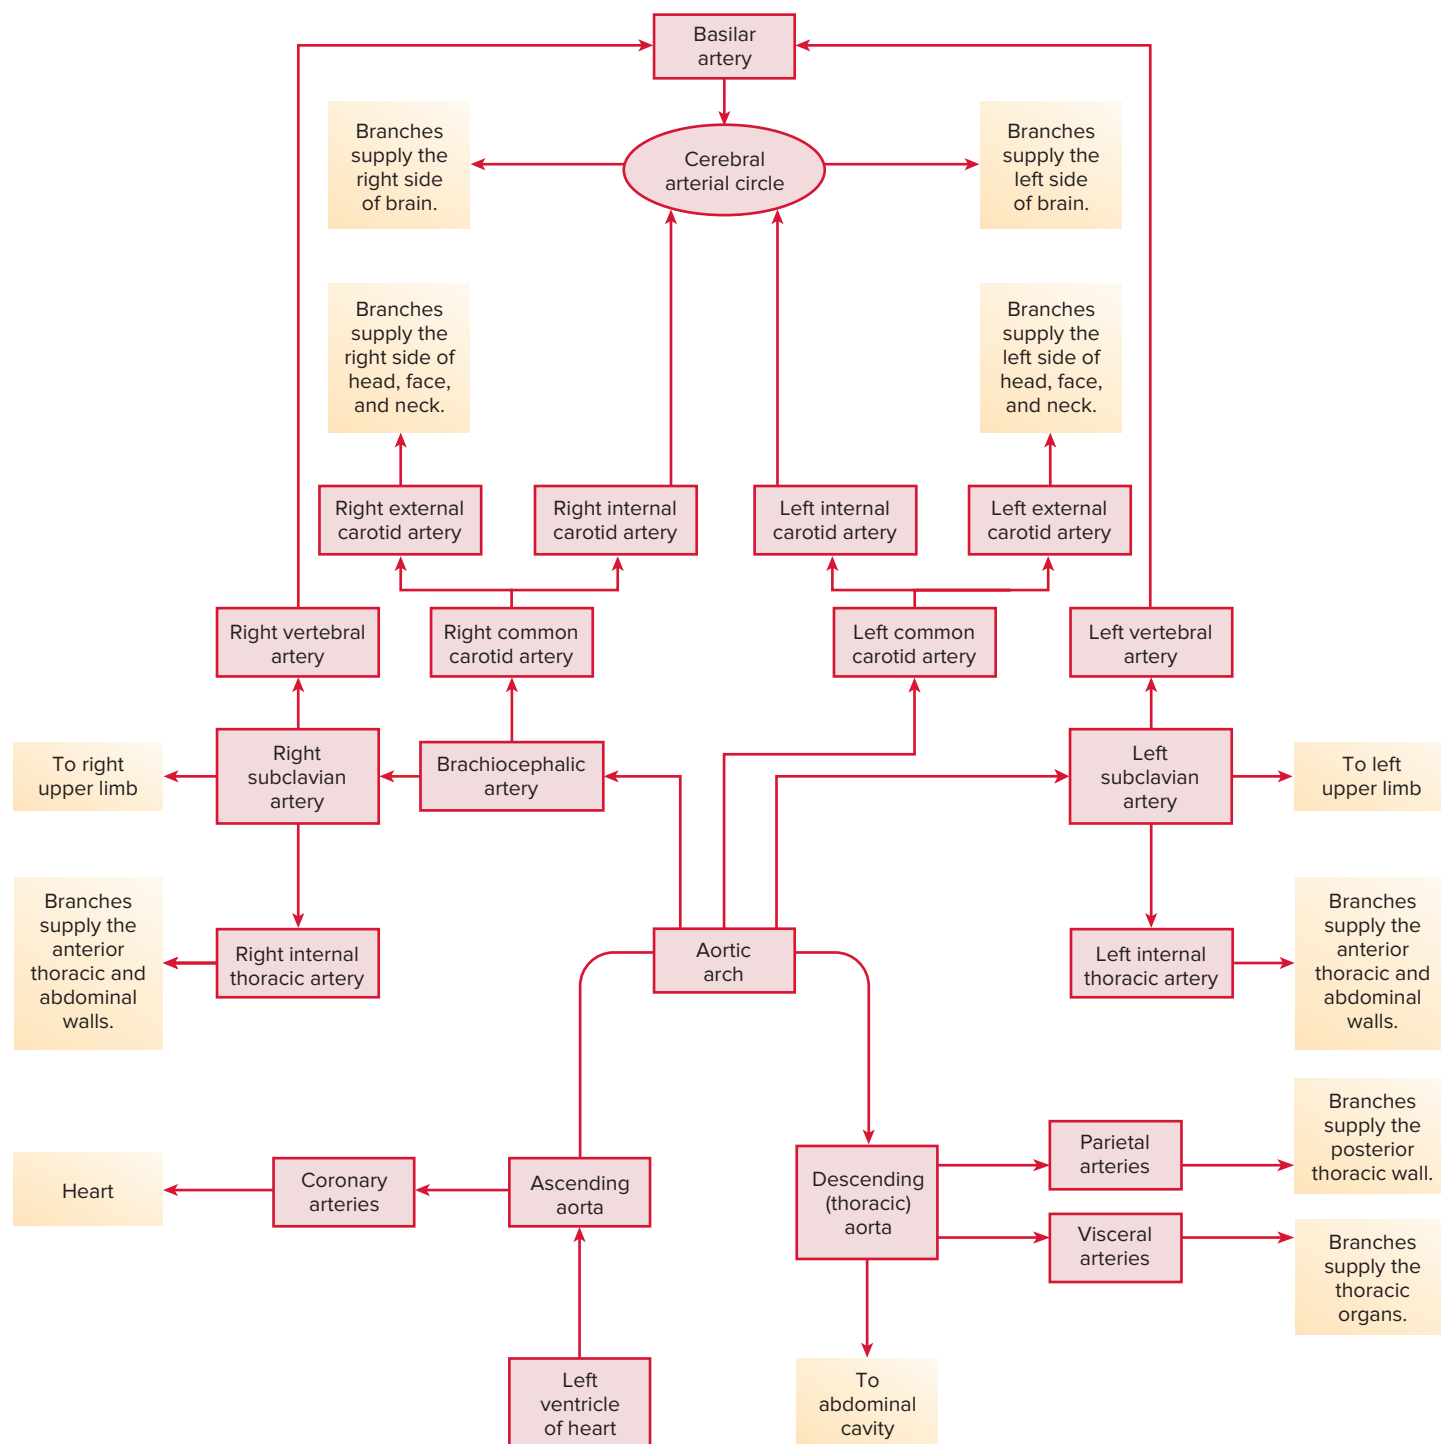 Basilar
artery
Branches
supply the
right side
of brain.
Cerebral
arterial circle
Branches
supply the
left side
of brain.
Branches
supply the
right side of
head, face,
and neck.
Branches
supply the
left side of
head, face,
and neck.
Right external
carotid artery
Right internal
carotid artery
Left internal
carotid artery
Left external
carotid artery
Right vertebral
artery
Right common
carotid artery
Left common
carotid artery
Left vertebral
artery
To right
upper limb
Right
subclavian
artery
Brachiocephalic
artery
Left
subclavian
artery
To left
upper limb
Branches
supply the
anterior
thoracic and
abdominal
walls.
Right internal
thoracic artery
Aortic
arch
Left internal
thoracic artery
Branches
supply the
anterior
thoracic and
abdominal
walls.
Heart
Coronary
arteries
Ascending
aorta
Descending
(thoracic)
aorta
Parietal
arteries
Branches
supply the
posterior
thoracic wall.
Visceral
arteries
Branches
supply the
thoracic
organs.
Left
ventricle
of heart
To
abdominal
cavity